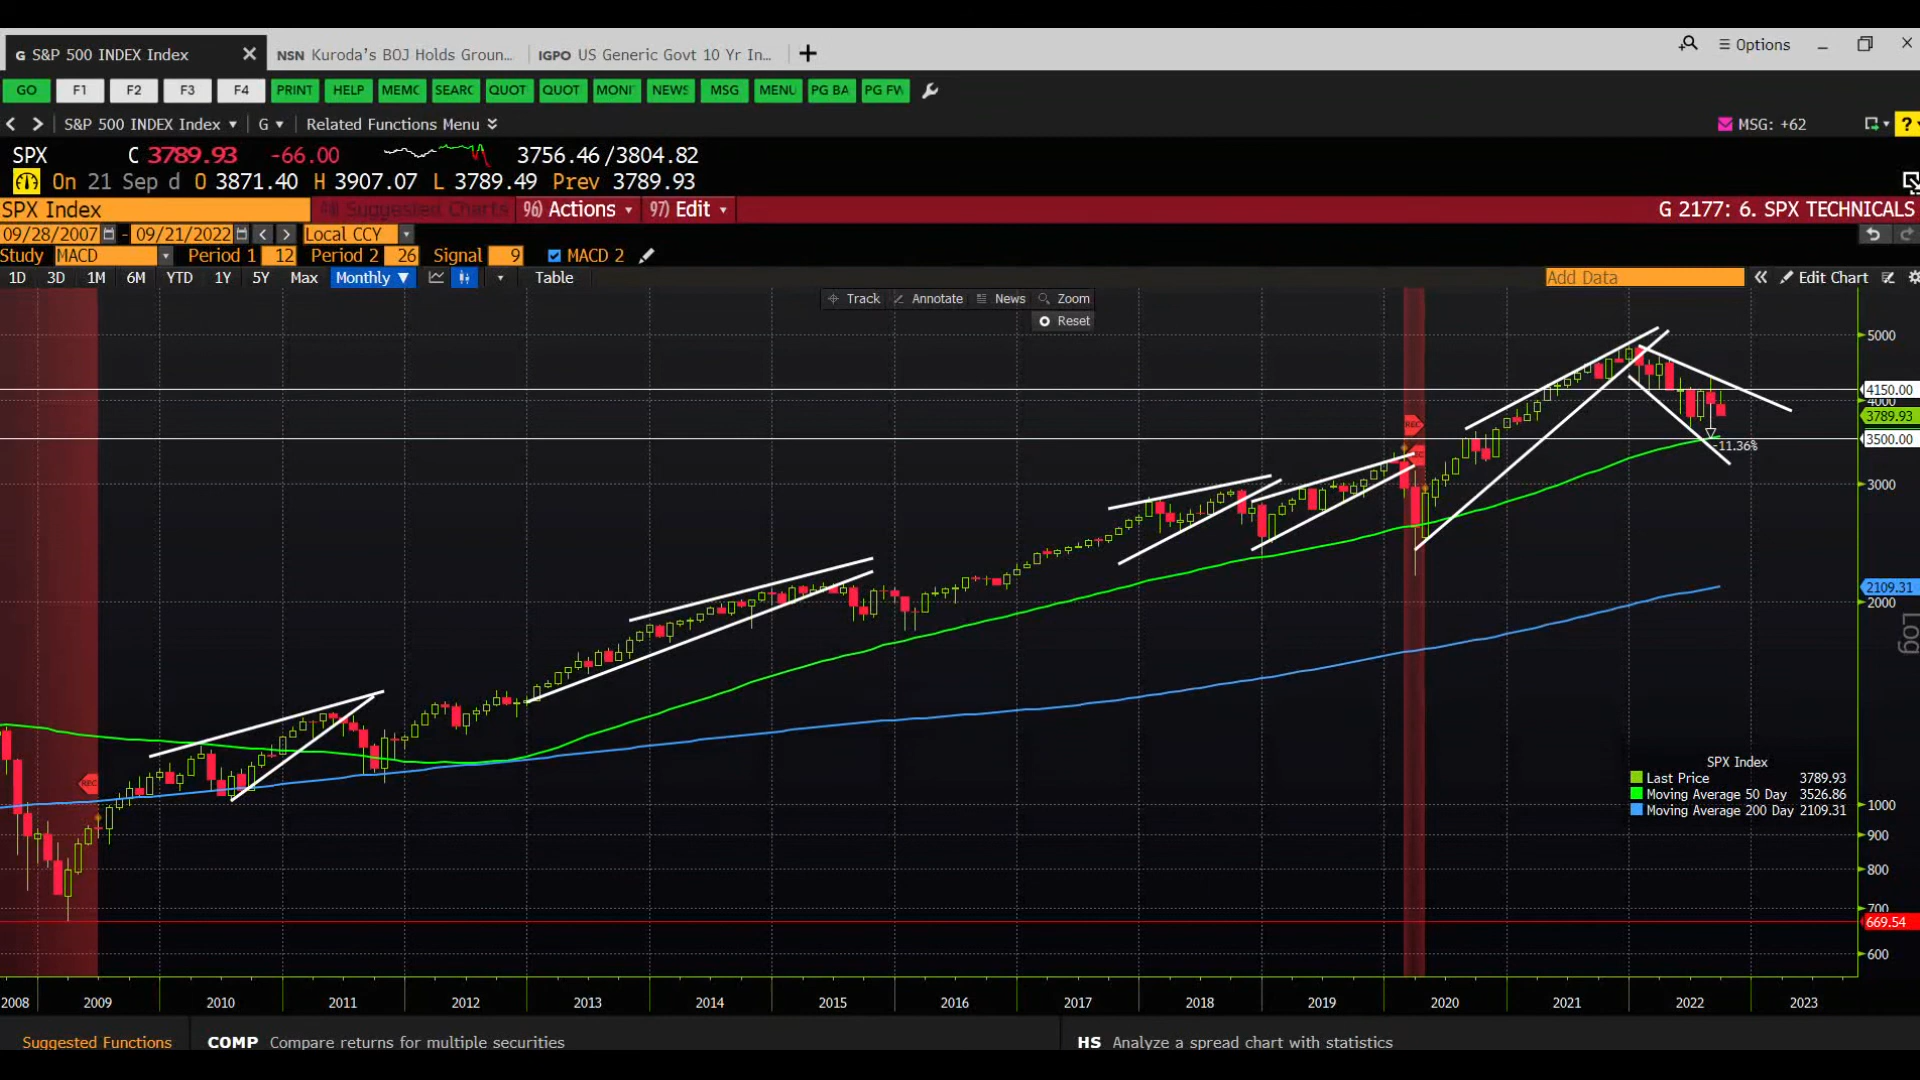 G S&P 500 INDEX Index
NSN Kuroda's BOJ Holds Groun...
IGPO US Generic Govt 10 Yr In...
Options
GO F1 F2 F3 F4 PRINT HELP MEMC SEARC QUOT QUOT MONI NEWS MSG MENU PG BA PG FW
S&P 500 INDEX Index G Related Functions Menu
MSG: +62
?
SPX C 3789.93 -66.00 3756.46 /3804.82
On 21 Sep d O 3871.40 H 3907.07 L 3789.49 Prev 3789.93
SPX Index Suggested Charts 96) Actions 97) Edit G 2177: 6. SPX TECHNICALS
09/28/2007 - 09/21/2022 Local CCY
Study MACD Period 1 12 Period 2 26 Signal 9 MACD 2
1D 3D 1M 6M YTD 1Y 5Y Max Monthly ▼ Table Add Data « Edit Chart
Track Annotate News Zoom
Reset
5000
4150.00
4000
3789.93
3500.00
-11.36%
3000
2109.31
2000
Log
REC
REC
SPX Index
Last Price 3789.93
Moving Average 50 Day 3526.86
Moving Average 200 Day 2109.31
1000
900
800
700
669.54
600
2008 2009 2010 2011 2012 2013 2014 2015 2016 2017 2018 2019 2020 2021 2022 2023
Suggested Functions COMP Compare returns for multiple securities HS Analyze a spread chart with statistics